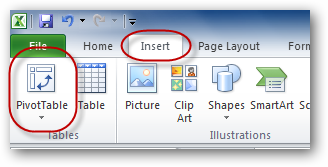 File Home Insert Page Layout
PivotTable Table Picture Clip Art Shapes SmartArt
Tables Illustrations